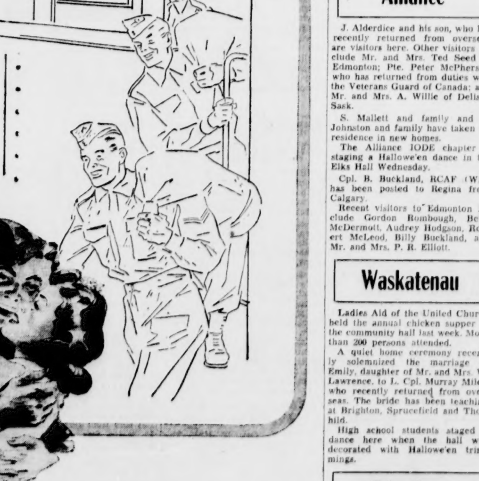 Alliance
J. Alderdice and his son, who
recently returned from overse
are visitors here. Other visitors
clude Mr. and Mrs. Ted Seed
Edmonton; Pte. Peter McPhers
who has returned from duties w
the Veterans Guard of Canada; a
Mr. and Mrs. A. Willie of Delis
Sask.
S. Mallett and family and
Johnston and family have taken
residence in new homes.
The Alliance IODE chapter
staging a Hallowe'en dance in
Elks Hall Wednesday.
Cpl. B. Buckland, RCAF (W
has been posted to Regina fr
Calgary.
Recent visitors to Edmonton
clude Gordon Rombough, Be
McDermott, Audrey Hodgson, Ro
ert McLeod, Billy Buckland, a
Mr. and Mrs. P. R. Elliott.
Waskatenau
Ladies Aid of the United Chur
held the annual chicken supper
the community hall last week. Mo
than 200 persons attended.
A quiet home ceremony rece
ly solemnized the marriage
Emily, daughter of Mr. and Mrs. W
Lawrence, to L. Cpl. Murray Mile
who recently returned from ove
seas. The bride has been teachi
at Brighton, Sprucefield and Tho
hild.
High school students staged
dance here when the hall w
decorated with Hallowe'en trim
mings.